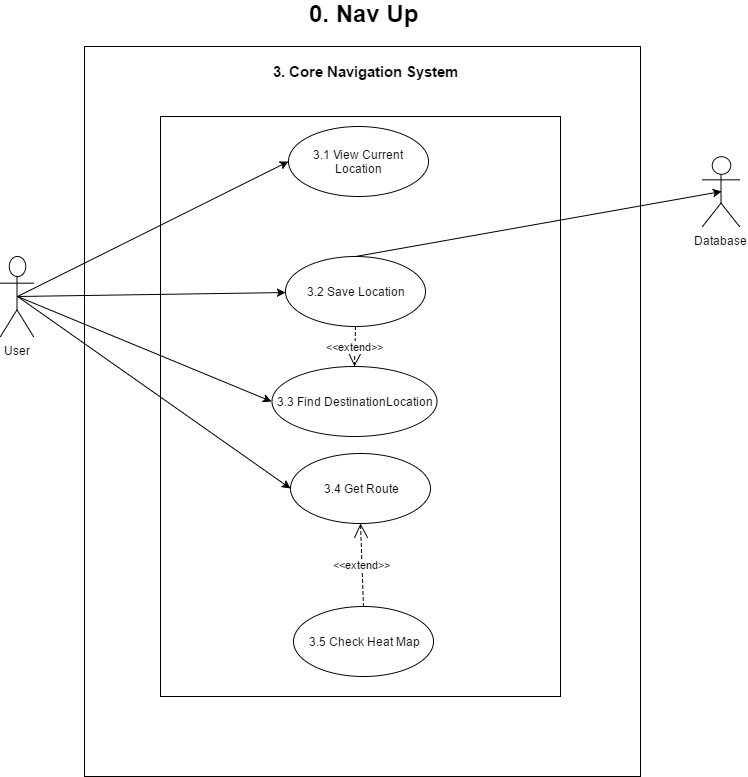 0. Nav Up
3. Core Navigation System
3.1 View Current
Location
Database
3.2 Save Location
User
<<extend>>
3.3 Find DestinationLocation
3.4 Get Route
<<extend>>
3.5 Check Heat Map